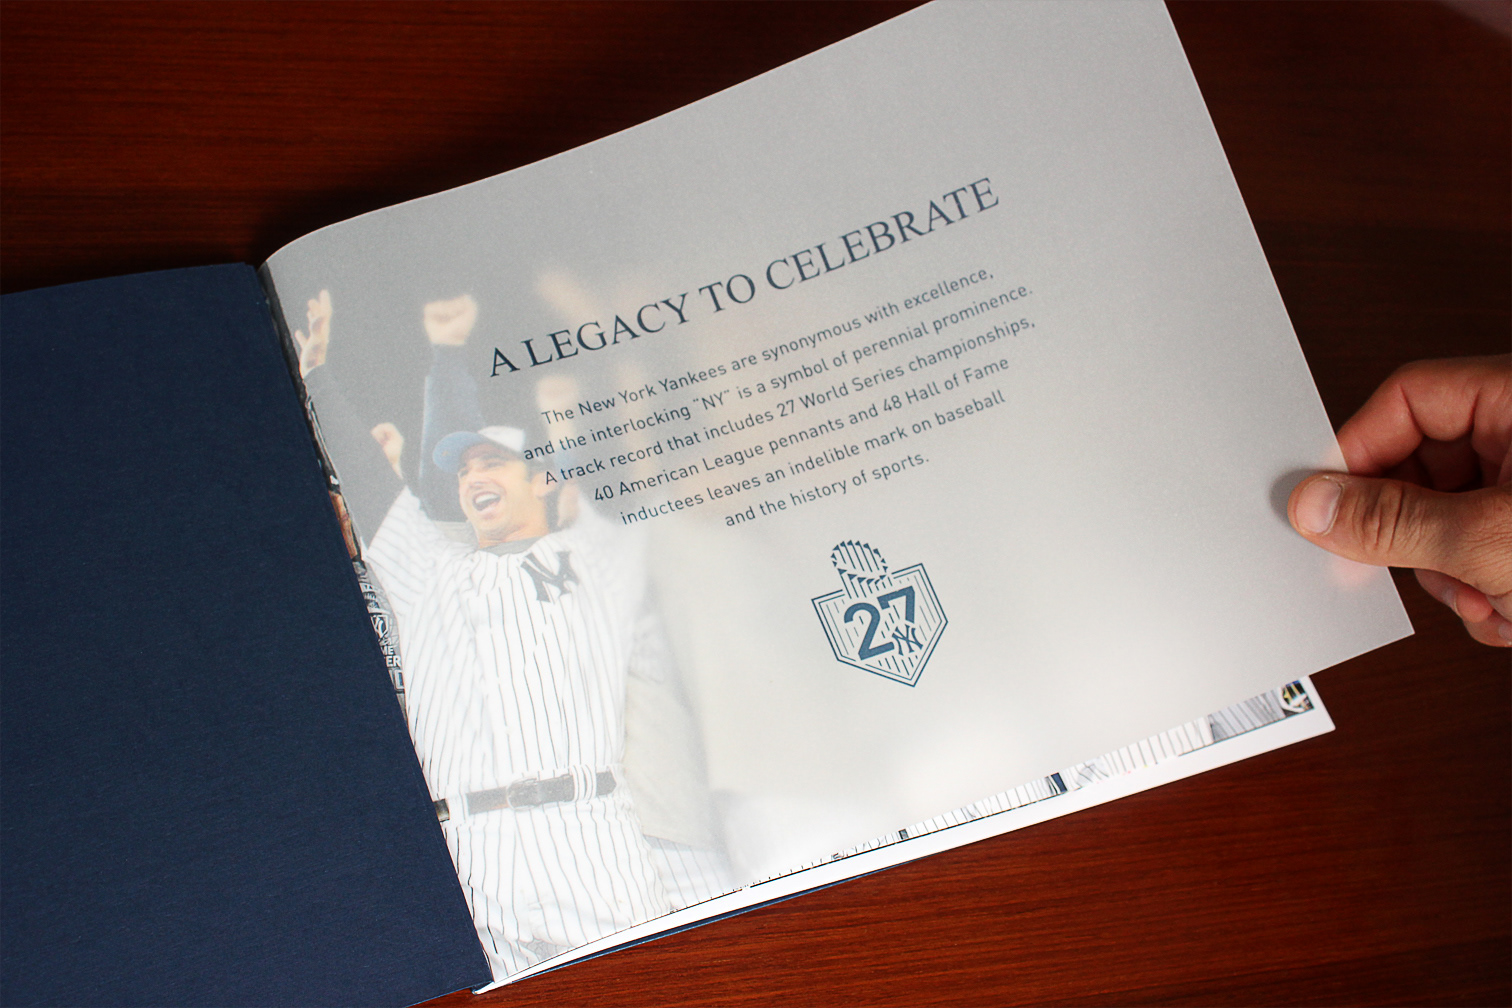 A LEGACY TO CELEBRATE
The New York Yankees are synonymous with excellence,
and the interlocking "NY" is a symbol of perennial prominence.
A track record that includes 27 World Series championships,
40 American League pennants and 48 Hall of Fame
inductees leaves an indelible mark on baseball
and the history of sports.
27
NY
NY